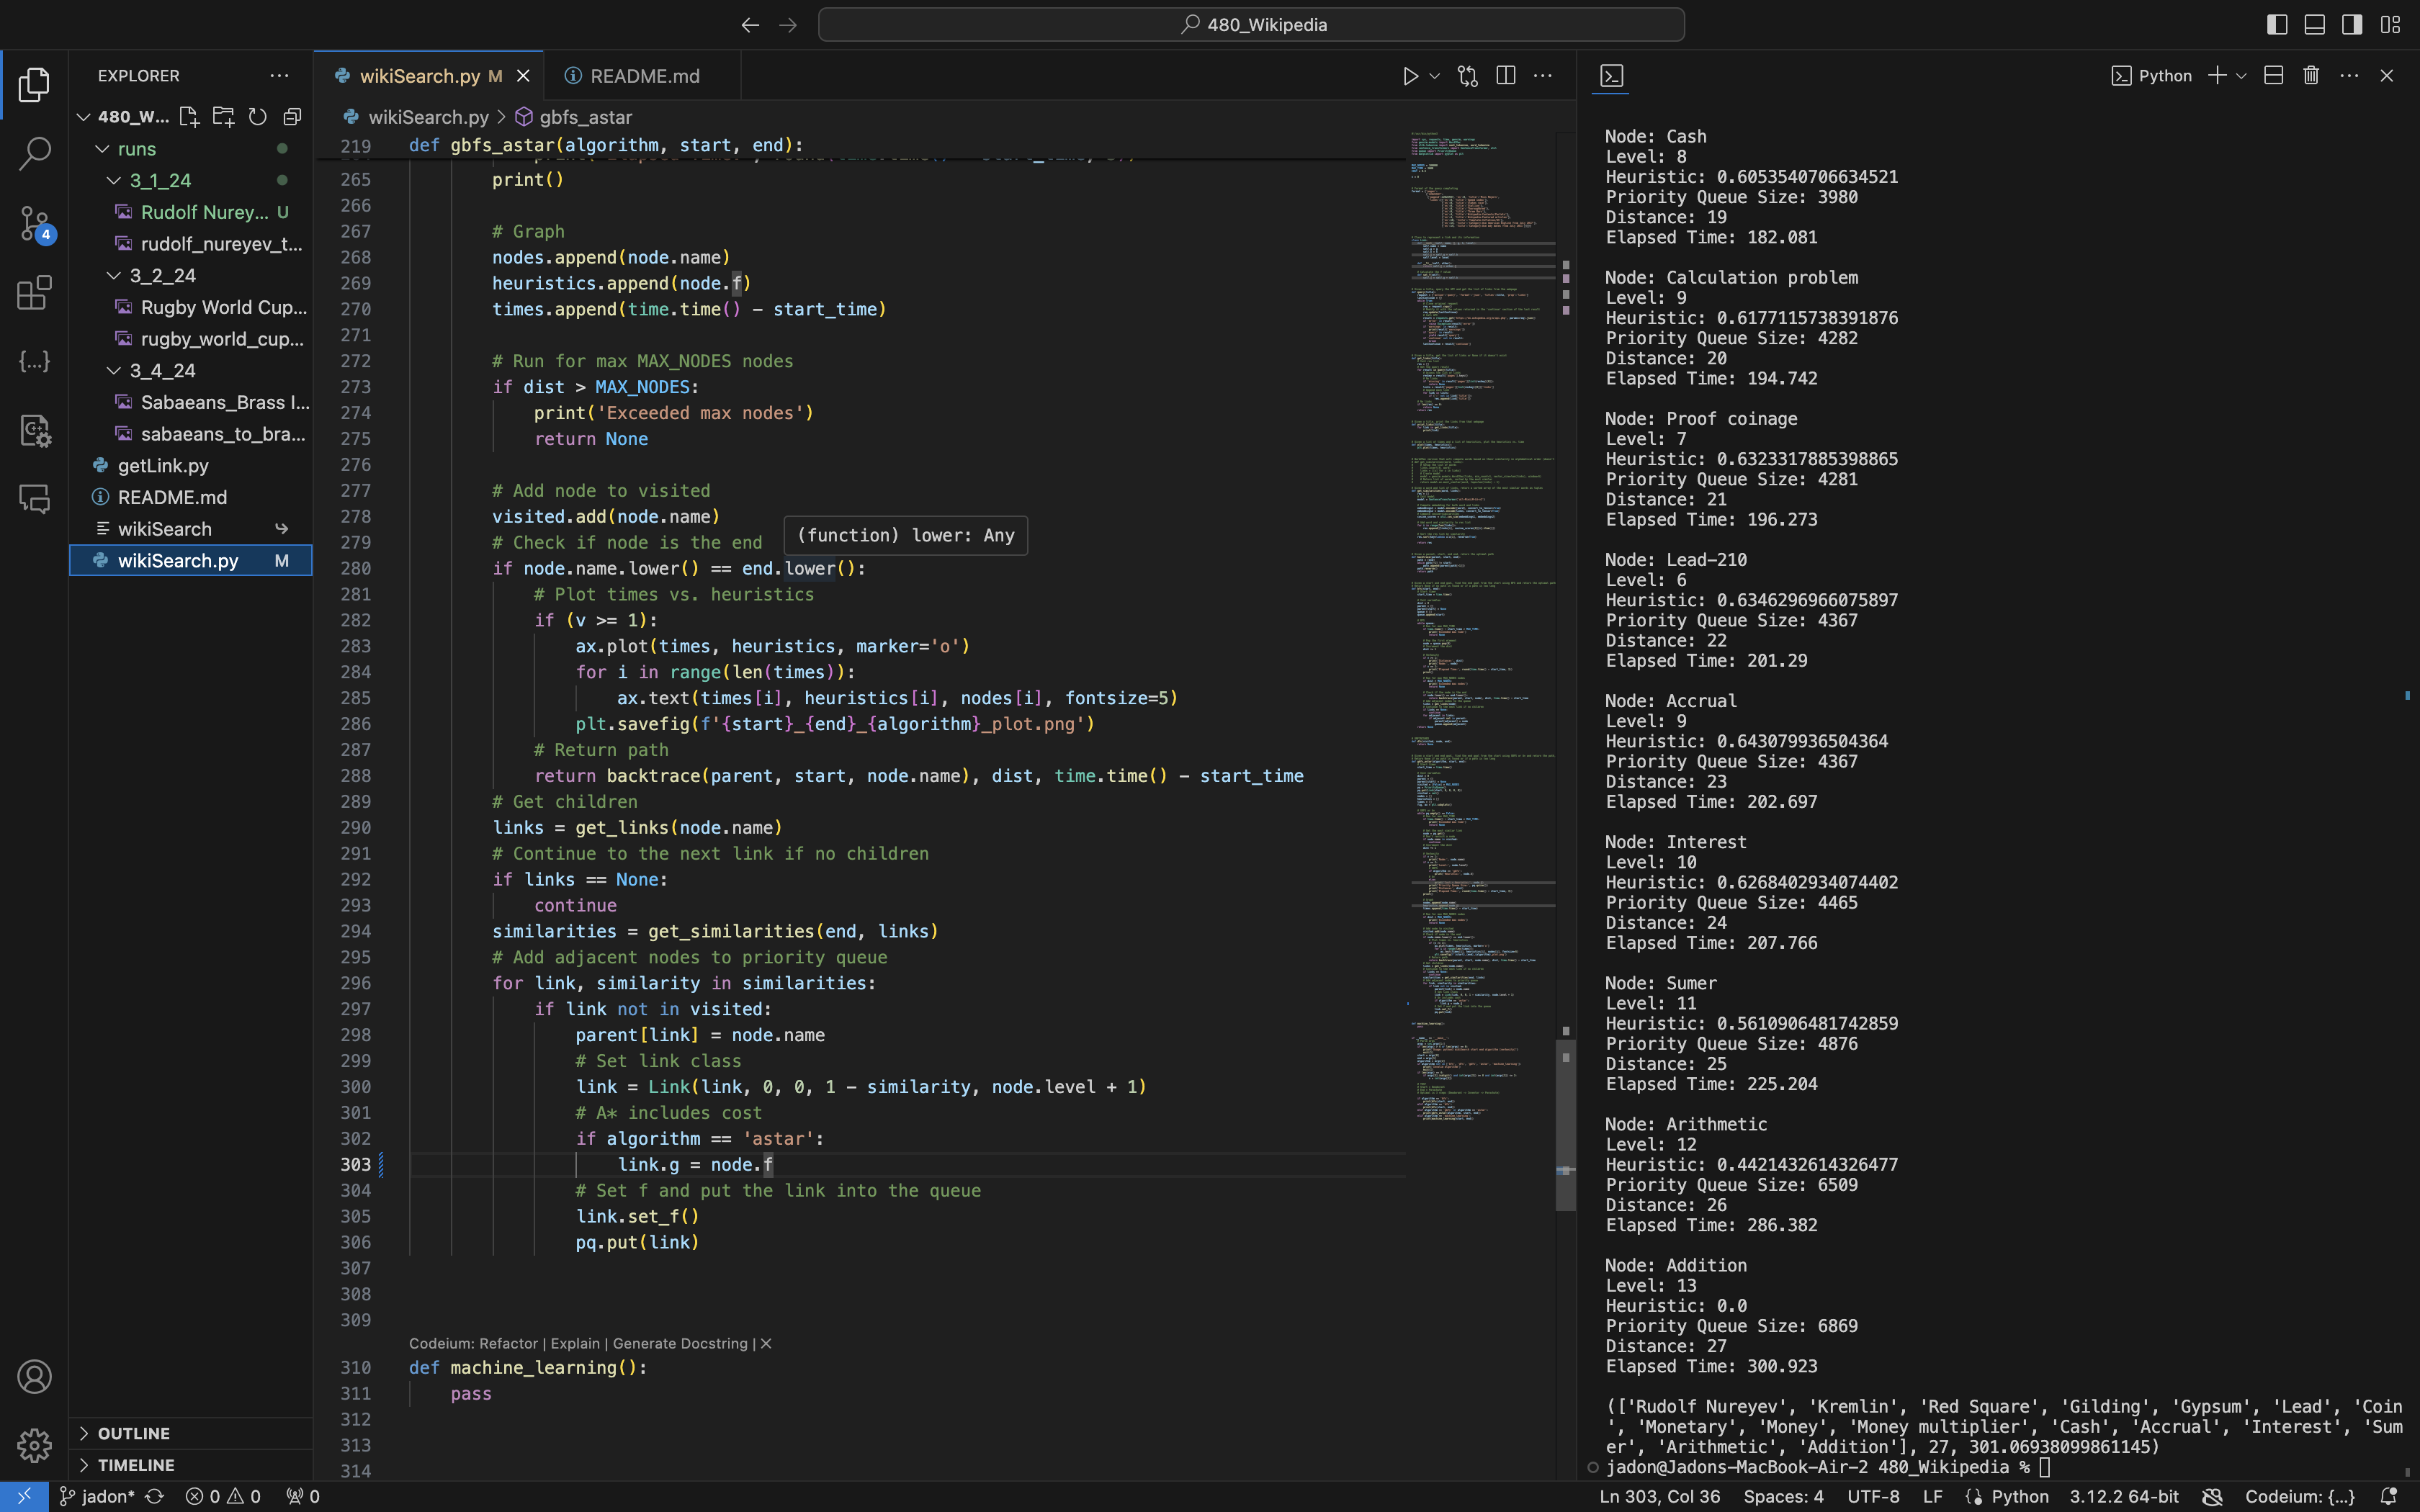 480_Wikipedia
EXPLORER
480_W...
runs
3_1_24
Rudolf Nurey... U
rudolf_nureyev_t...
3_2_24
Rugby World Cup...
rugby_world_cup...
3_4_24
Sabaeans_Brass I...
sabaeans_to_bra...
getLink.py
README.md
wikiSearch
wikiSearch.py M
OUTLINE
TIMELINE
4
wikiSearch.py M
README.md
wikiSearch.py > gbfs_astar
219 def gbfs_astar(algorithm, start, end):
265 print()
266
267 # Graph
268 nodes.append(node.name)
269 heuristics.append(node.f)
270 times.append(time.time() - start_time)
271
272 # Run for max MAX_NODES nodes
273 if dist > MAX_NODES:
274 print('Exceeded max nodes')
275 return None
276
277 # Add node to visited
278 visited.add(node.name)
(function) lower: Any
279 # Check if node is the end
280 if node.name.lower() == end.lower():
281 # Plot times vs. heuristics
282 if (v >= 1):
283 ax.plot(times, heuristics, marker='o')
284 for i in range(len(times)):
285 ax.text(times[i], heuristics[i], nodes[i], fontsize=5)
286 plt.savefig(f'{start}_{end}_{algorithm}_plot.png')
287 # Return path
288 return backtrace(parent, start, node.name), dist, time.time() - start_time
289 # Get children
290 links = get_links(node.name)
291 # Continue to the next link if no children
292 if links == None:
293 continue
294 similarities = get_similarities(end, links)
295 # Add adjacent nodes to priority queue
296 for link, similarity in similarities:
297 if link not in visited:
298 parent[link] = node.name
299 # Set link class
300 link = Link(link, 0, 0, 1 - similarity, node.level + 1)
301 # A* includes cost
302 if algorithm == 'astar':
303 link.g = node.f
304 # Set f and put the link into the queue
305 link.set_f()
306 pq.put(link)
307
308
309
Codeium: Refactor | Explain | Generate Docstring | X
310 def machine_learning():
311 pass
312
313
314
Python
Node: Cash
Level: 8
Heuristic: 0.6053540706634521
Priority Queue Size: 3980
Distance: 19
Elapsed Time: 182.081
Node: Calculation problem
Level: 9
Heuristic: 0.6177115738391876
Priority Queue Size: 4282
Distance: 20
Elapsed Time: 194.742
Node: Proof coinage
Level: 7
Heuristic: 0.6323317885398865
Priority Queue Size: 4281
Distance: 21
Elapsed Time: 196.273
Node: Lead-210
Level: 6
Heuristic: 0.6346296966075897
Priority Queue Size: 4367
Distance: 22
Elapsed Time: 201.29
Node: Accrual
Level: 9
Heuristic: 0.643079936504364
Priority Queue Size: 4367
Distance: 23
Elapsed Time: 202.697
Node: Interest
Level: 10
Heuristic: 0.6268402934074402
Priority Queue Size: 4465
Distance: 24
Elapsed Time: 207.766
Node: Sumer
Level: 11
Heuristic: 0.5610906481742859
Priority Queue Size: 4876
Distance: 25
Elapsed Time: 225.204
Node: Arithmetic
Level: 12
Heuristic: 0.4421432614326477
Priority Queue Size: 6509
Distance: 26
Elapsed Time: 286.382
Node: Addition
Level: 13
Heuristic: 0.0
Priority Queue Size: 6869
Distance: 27
Elapsed Time: 300.923
(['Rudolf Nureyev', 'Kremlin', 'Red Square', 'Gilding', 'Gypsum', 'Lead', 'Coin
', 'Monetary', 'Money', 'Money multiplier', 'Cash', 'Accrual', 'Interest', 'Sum
er', 'Arithmetic', 'Addition'], 27, 301.06938099861145)
jadon@Jadons-MacBook-Air-2 480_Wikipedia %
jadon* 0 0 0
Ln 303, Col 36 Spaces: 4 UTF-8 LF Python 3.12.2 64-bit Codeium: {...}